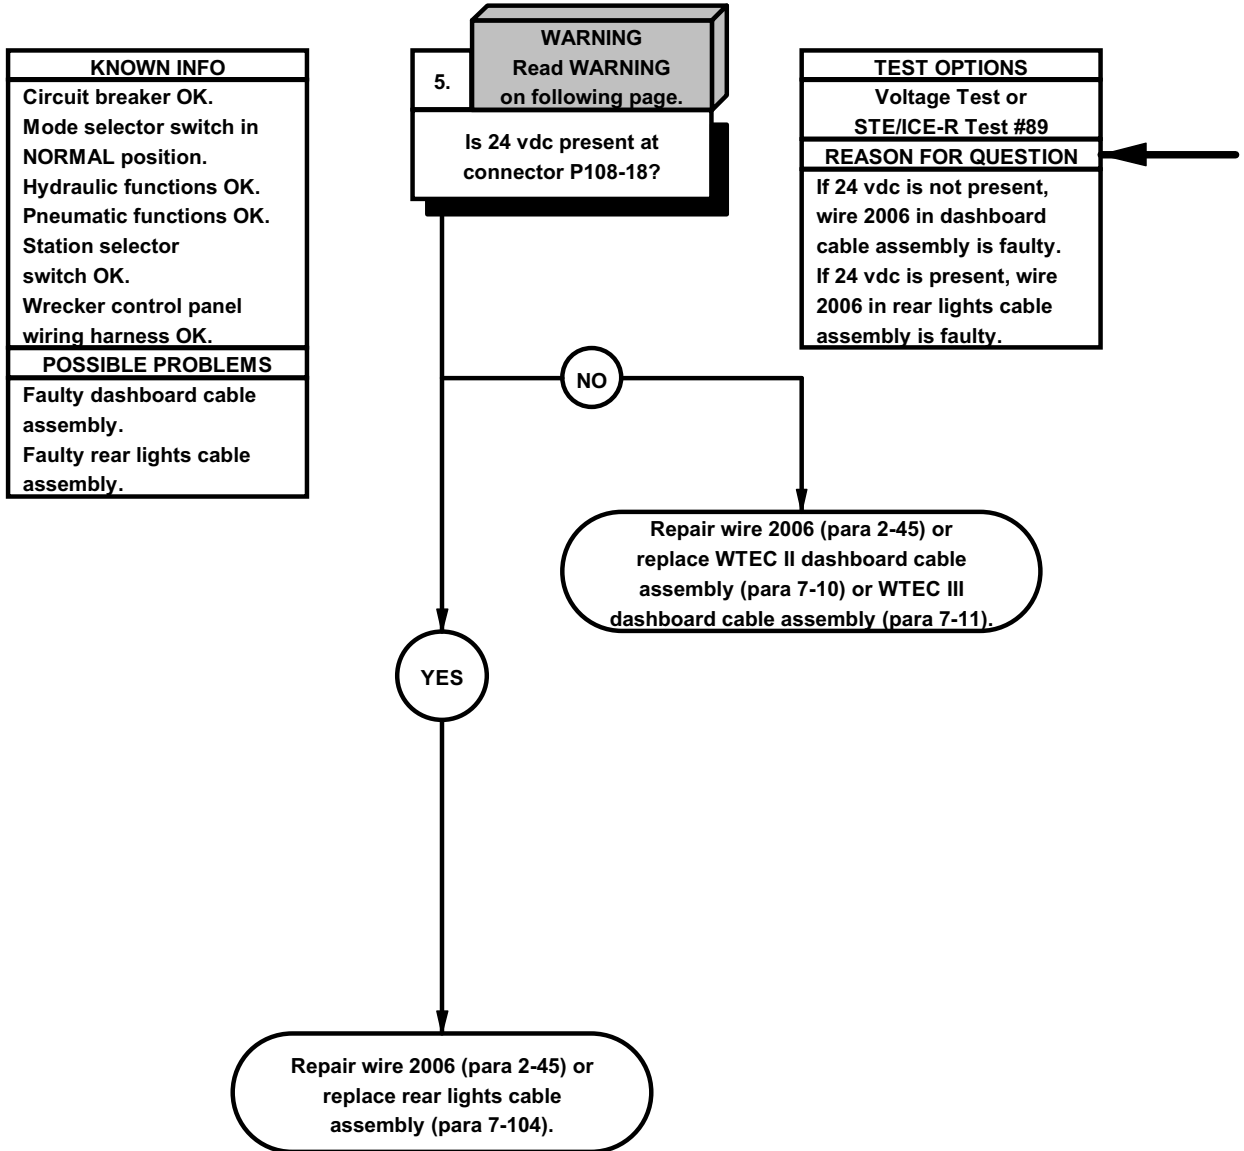 KNOWN INFO
Circuit breaker OK.
Mode selector switch in
NORMAL position.
Hydraulic functions OK.
Pneumatic functions OK.
Station selector
switch OK.
Wrecker control panel
wiring harness OK.
POSSIBLE PROBLEMS
Faulty dashboard cable
assembly.
Faulty rear lights cable
assembly.
5.
WARNING
Read WARNING
on following page.
Is 24 vdc present at
connector P108-18?
TEST OPTIONS
Voltage Test or
STE/ICE-R Test #89
REASON FOR QUESTION
If 24 vdc is not present,
wire 2006 in dashboard
cable assembly is faulty.
If 24 vdc is present, wire
2006 in rear lights cable
assembly is faulty.
NO
Repair wire 2006 (para 2-45) or
replace WTEC II dashboard cable
assembly (para 7-10) or WTEC III
dashboard cable assembly (para 7-11).
YES
Repair wire 2006 (para 2-45) or
replace rear lights cable
assembly (para 7-104).